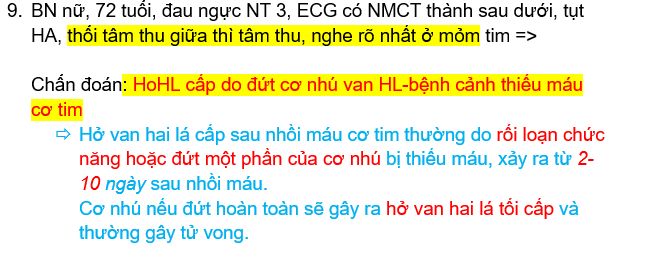 9. BN nữ, 72 tuổi, đau ngực NT 3, ECG có NMCT thành sau dưới, tụt
HA, thổi tâm thu giữa thì tâm thu, nghe rõ nhất ở mỏm tim =>
Chẩn đoán: HoHL cấp do đứt cơ nhú van HL-bệnh cảnh thiếu máu
cơ tim
⇨ Hở van hai lá cấp sau nhồi máu cơ tim thường do rối loạn chức
năng hoặc đứt một phần của cơ nhú bị thiếu máu, xảy ra từ 2-
10 ngày sau nhồi máu.
Cơ nhú nếu đứt hoàn toàn sẽ gây ra hở van hai lá tối cấp và
thường gây tử vong.